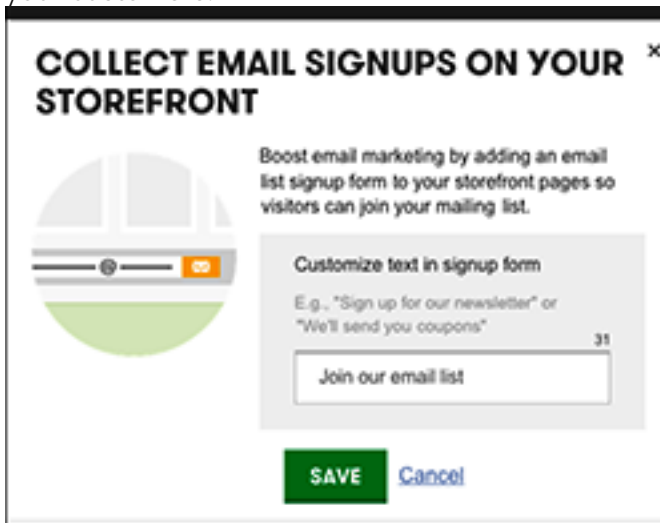 COLLECT EMAIL SIGNUPS ON YOUR
STOREFRONT
Boost email marketing by adding an email
list signup form to your storefront pages so
visitors can join your mailing list.
Customize text in signup form
E.g., "Sign up for our newsletter" or
"We'll send you coupons"
31
Join our email list
SAVE Cancel